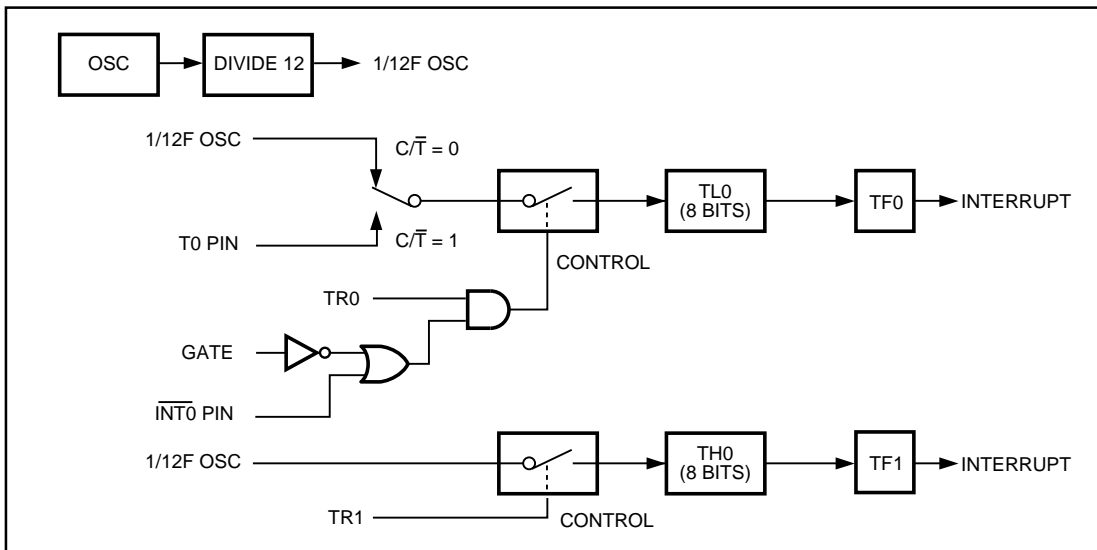 OSC
DIVIDE 12
1/12F OSC
1/12F OSC
C/T̅ = 0
T0 PIN
C/T̅ = 1
TL0
(8 BITS)
TF0
INTERRUPT
CONTROL
TR0
GATE
I̅N̅T̅0̅ PIN
1/12F OSC
TH0
(8 BITS)
TF1
INTERRUPT
TR1
CONTROL